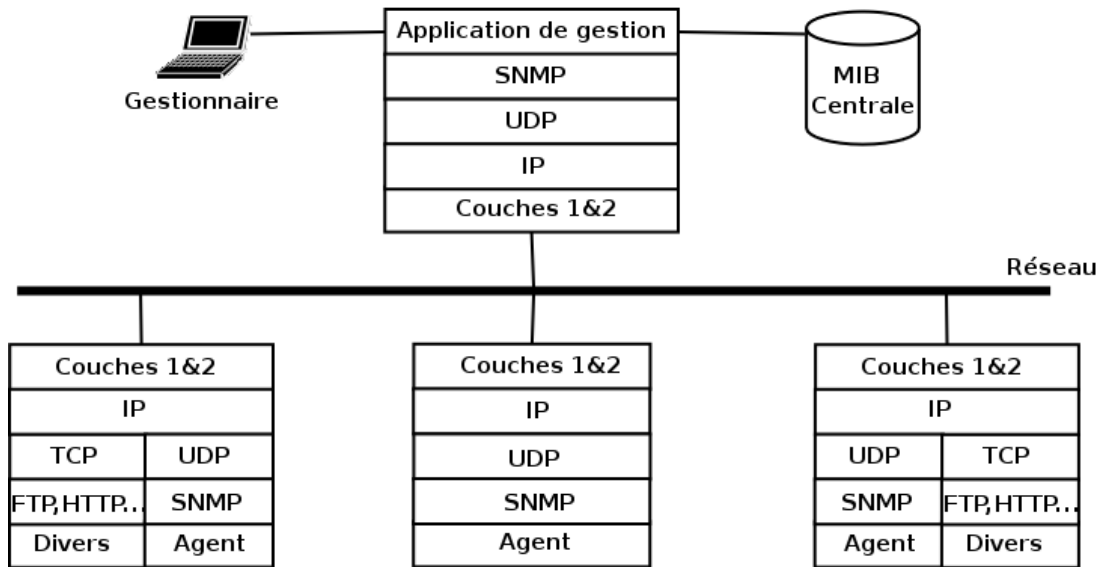 Application de gestion
SNMP
UDP
IP
Couches 1&2
Gestionnaire
MIB
Centrale
Réseau
Couches 1&2
IP
TCP
UDP
FTP,HTTP...
SNMP
Divers
Agent
Couches 1&2
IP
UDP
SNMP
Agent
Couches 1&2
IP
UDP
TCP
SNMP
FTP,HTTP...
Agent
Divers